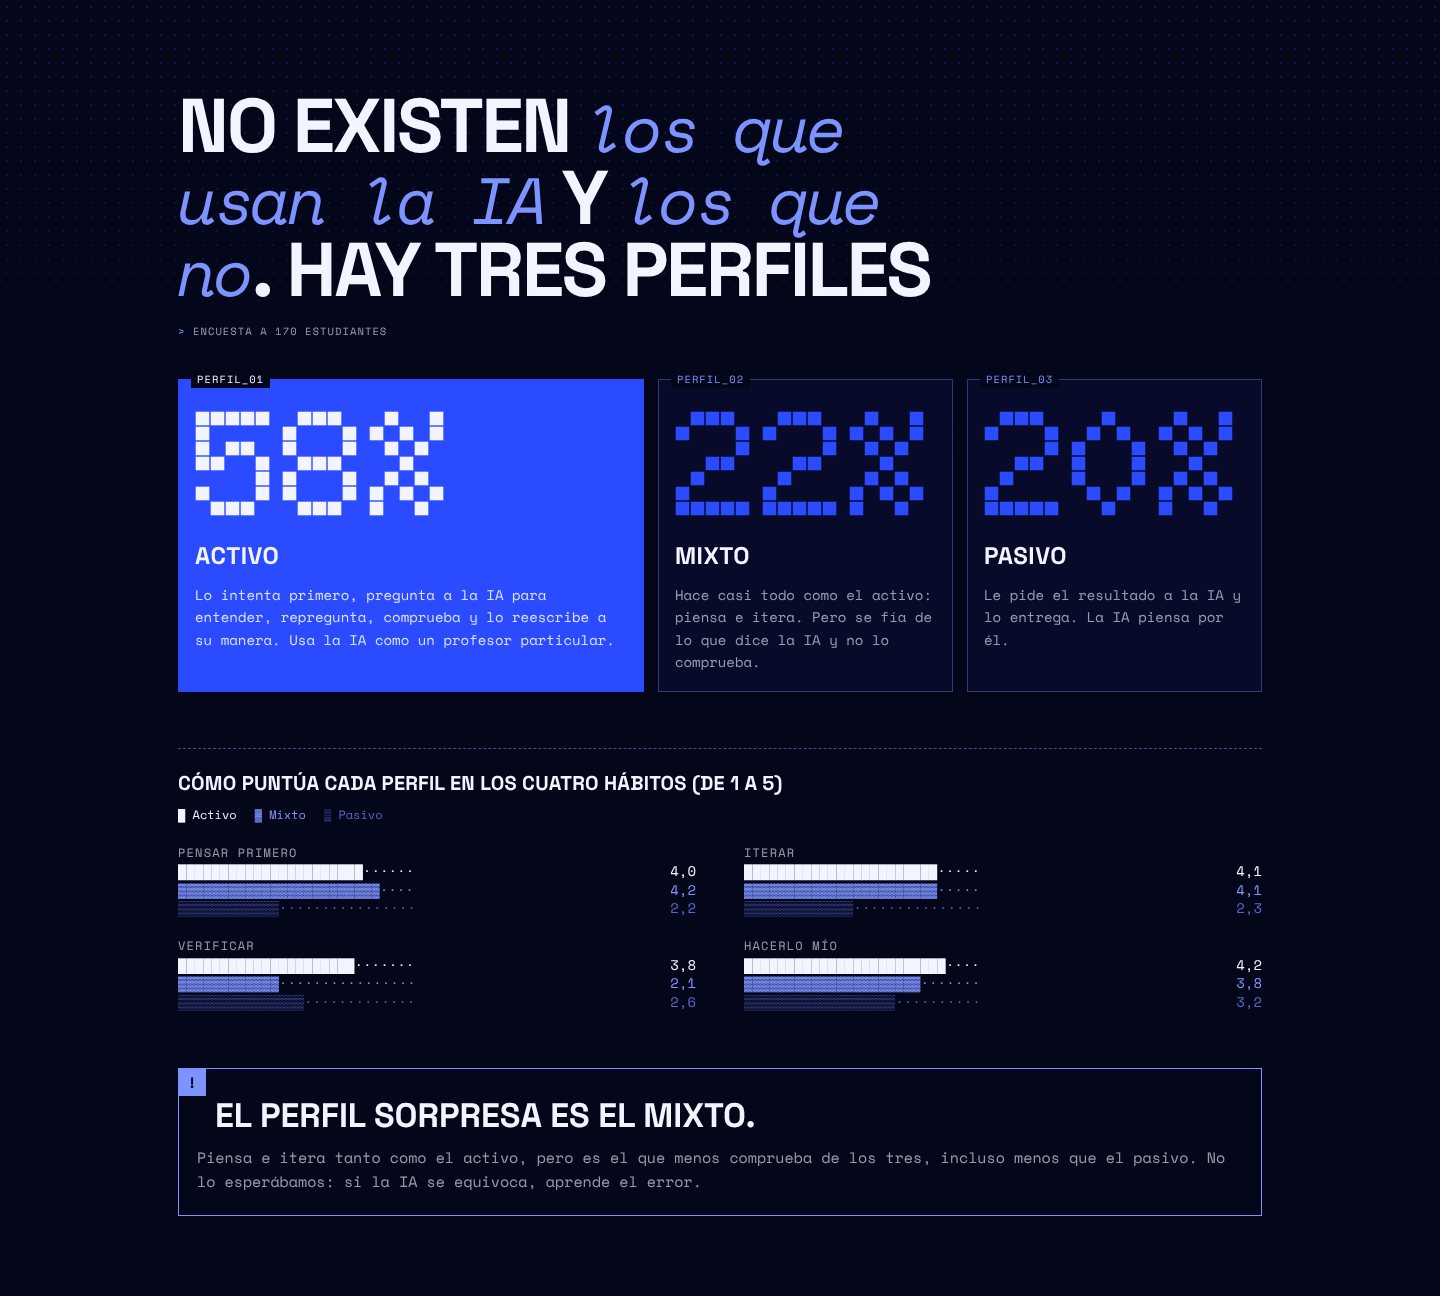 NO EXISTEN los que
usan la IA Y los que
no. HAY TRES PERFILES
> ENCUESTA A 170 ESTUDIANTES
PERFIL_01
58%
ACTIVO
Lo intenta primero, pregunta a la IA para
entender, repregunta, comprueba y lo reescribe a
su manera. Usa la IA como un profesor particular.
PERFIL_02
22%
MIXTO
Hace casi todo como el activo:
piensa e itera. Pero se fía de
lo que dice la IA y no lo
comprueba.
PERFIL_03
20%
PASIVO
Le pide el resultado a la IA y
lo entrega. La IA piensa por
él.
CÓMO PUNTÚA CADA PERFIL EN LOS CUATRO HÁBITOS (DE 1 A 5)
Activo Mixto Pasivo
PENSAR PRIMERO
4,0
4,2
2,2
ITERAR
4,1
4,1
2,3
VERIFICAR
3,8
2,1
2,6
HACERLO MÍO
4,2
3,8
3,2
!
EL PERFIL SORPRESA ES EL MIXTO.
Piensa e itera tanto como el activo, pero es el que menos comprueba de los tres, incluso menos que el pasivo. No
lo esperábamos: si la IA se equivoca, aprende el error.